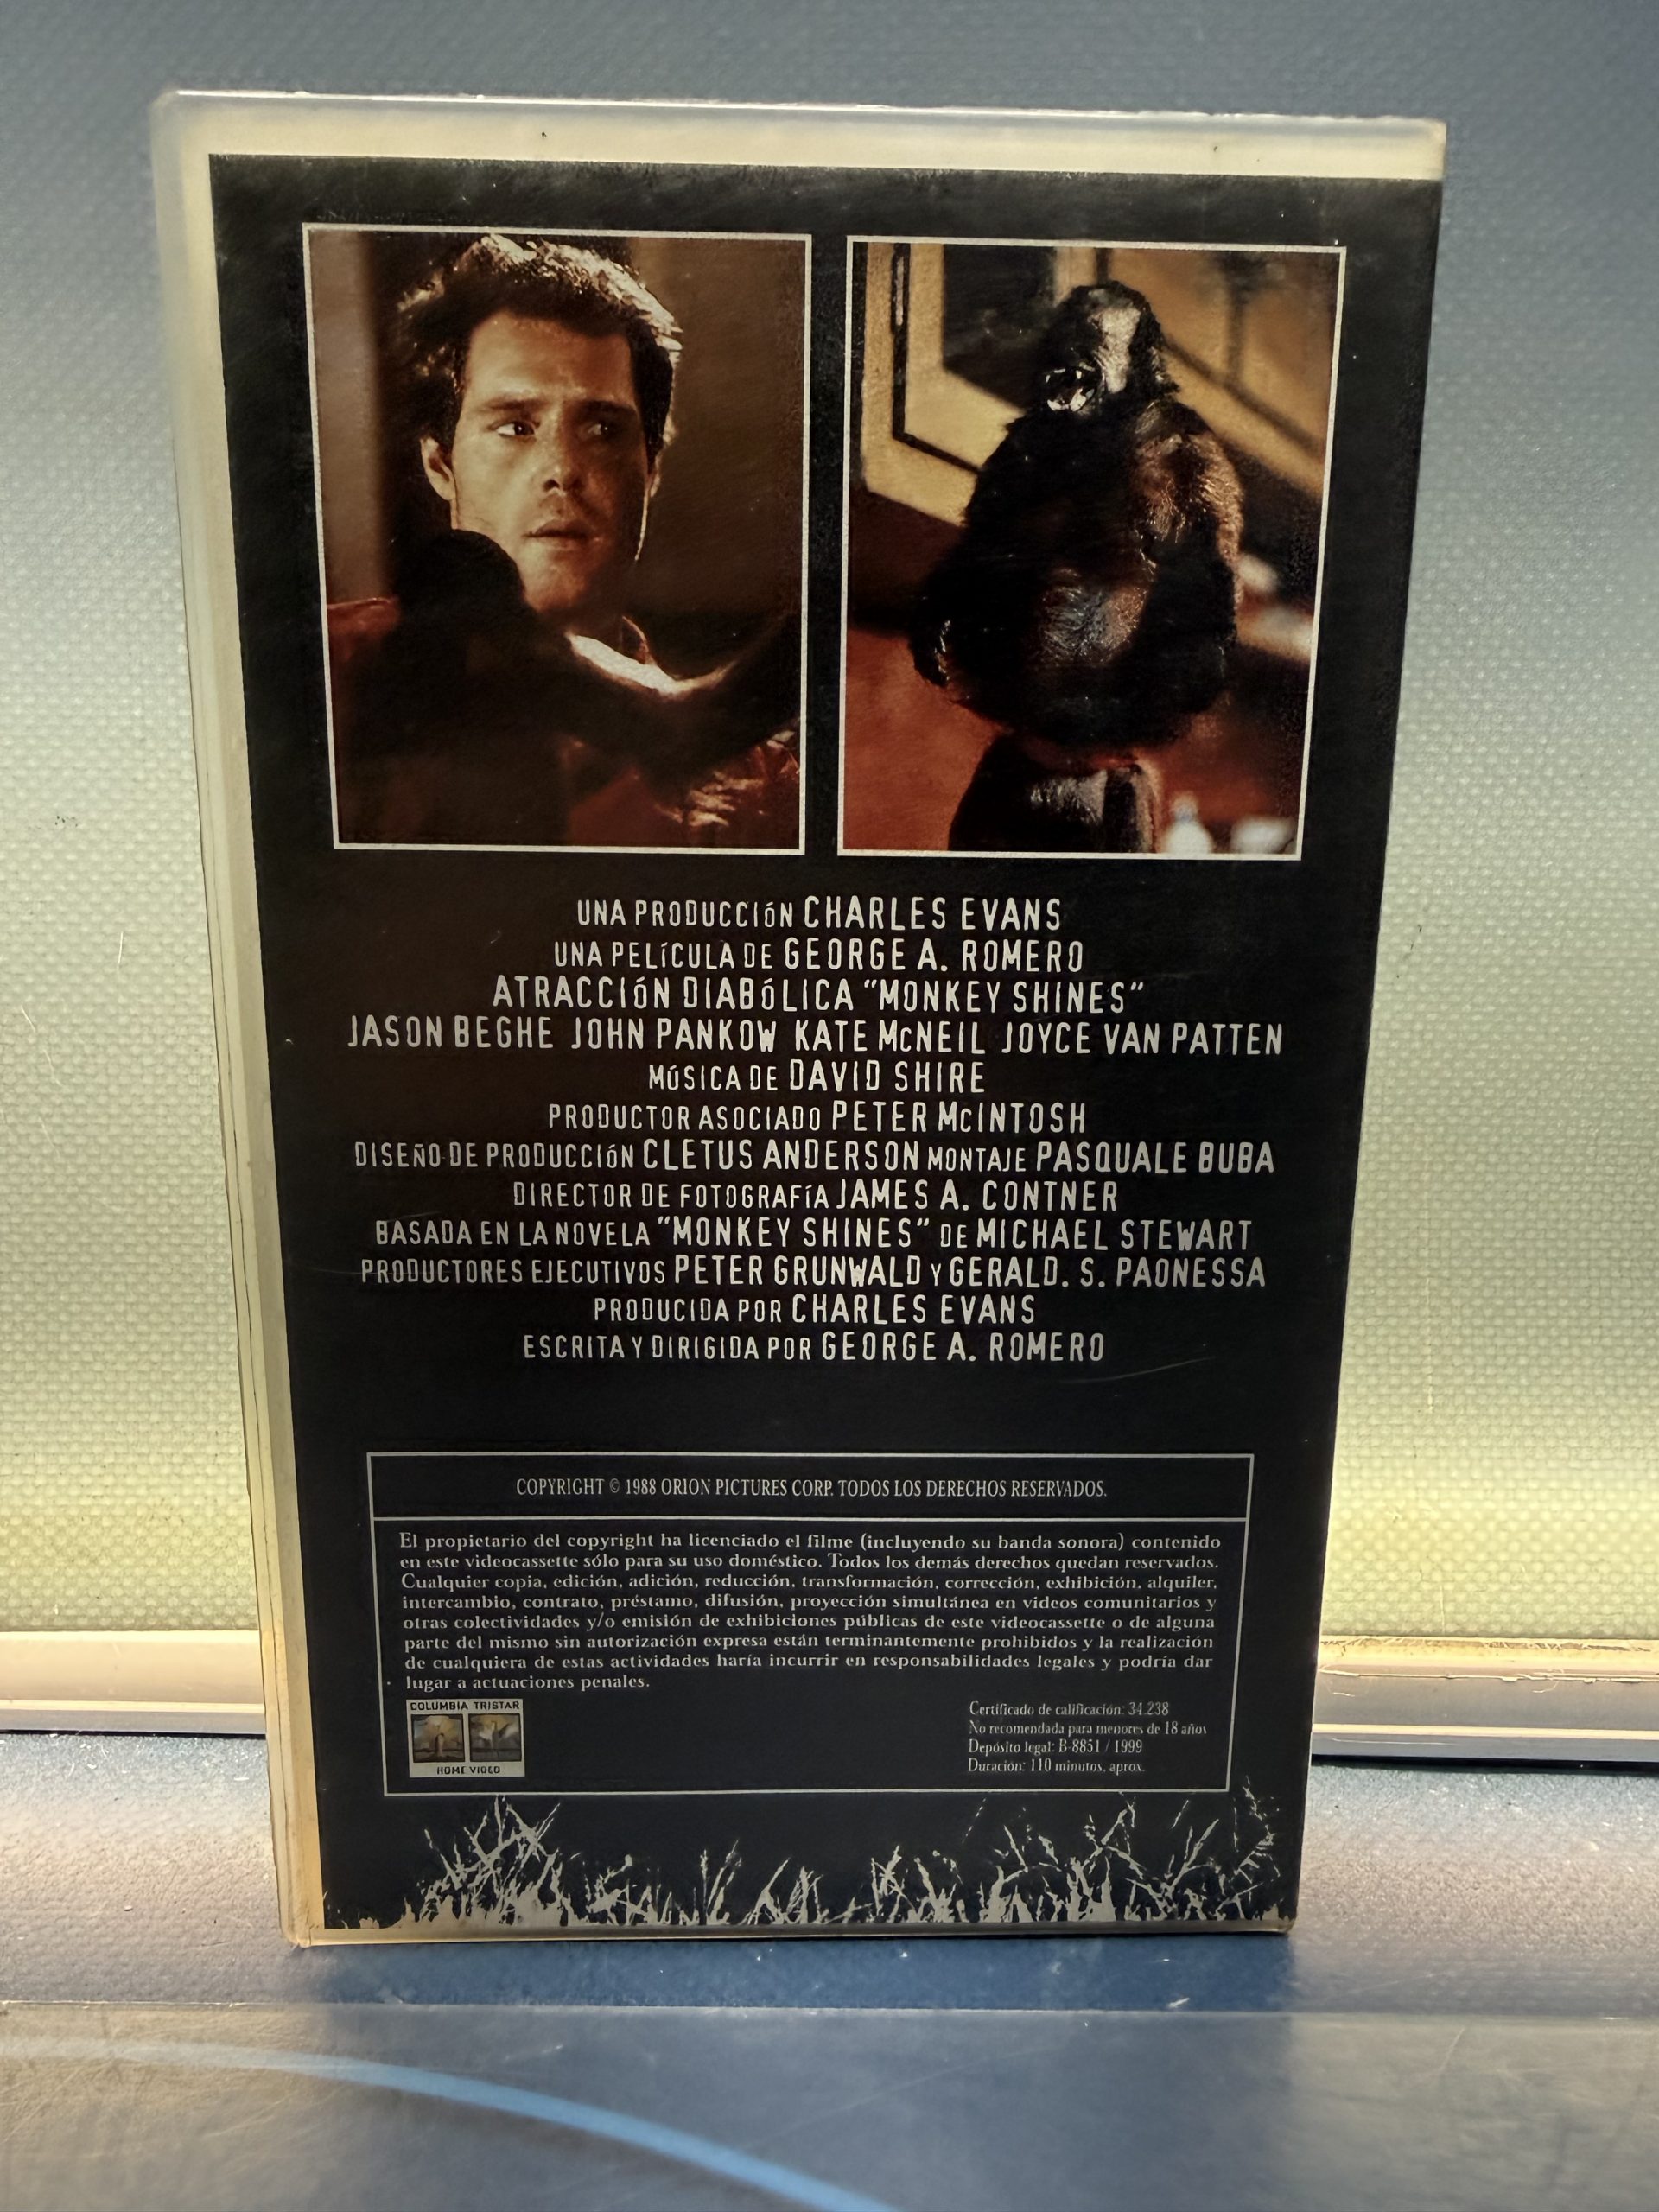 UNA PRODUCCIÓN CHARLES EVANS
UNA PELÍCULA DE GEORGE A. ROMERO
ATRACCIÓN DIABÓLICA "MONKEY SHINES"
JASON BEGHE JOHN PANKOW KATE McNEIL JOYCE VAN PATTEN
MÚSICA DE DAVID SHIRE
PRODUCTOR ASOCIADO PETER McINTOSH
DISEÑO DE PRODUCCIÓN CLETUS ANDERSON MONTAJE PASQUALE BUBA
DIRECTOR DE FOTOGRAFÍA JAMES A. CONTNER
BASADA EN LA NOVELA "MONKEY SHINES" DE MICHAEL STEWART
PRODUCTORES EJECUTIVOS PETER GRUNWALD Y GERALD. S. PAONESSA
PRODUCIDA POR CHARLES EVANS
ESCRITA Y DIRIGIDA POR GEORGE A. ROMERO
COPYRIGHT © 1988 ORION PICTURES CORP. TODOS LOS DERECHOS RESERVADOS.
El propietario del copyright ha licenciado el filme (incluyendo su banda sonora) contenido
en este videocassette sólo para su uso doméstico. Todos los demás derechos quedan reservados.
Cualquier copia, edición, adición, reducción, transformación, corrección, exhibición, alquiler,
intercambio, contrato, préstamo, difusión, proyección simultánea en videos comunitarios y
otras colectividades y/o emisión de exhibiciones públicas de este videocassette o de alguna
parte del mismo sin autorización expresa están terminantemente prohibidos y la realización
de cualquiera de estas actividades haría incurrir en responsabilidades legales y podría dar
lugar a actuaciones penales.
COLUMBIA TRISTAR
HOME VIDEO
Certificado de calificación: 34.238
No recomendada para menores de 18 años
Depósito legal: B-8851 / 1999
Duración: 110 minutos, aprox.